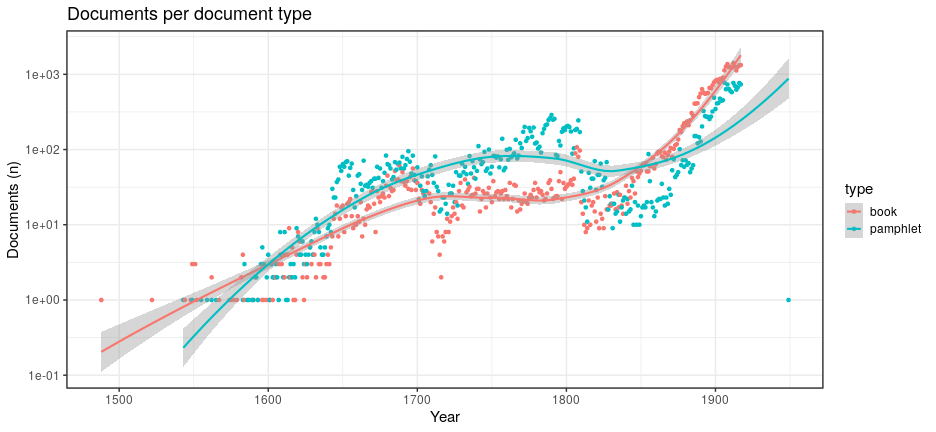 Documents per document type
Documents (n)
1e+03
1e+02
1e+01
1e+00
1e-01
1500
1600
1700
1800
1900
Year
type
book
pamphlet